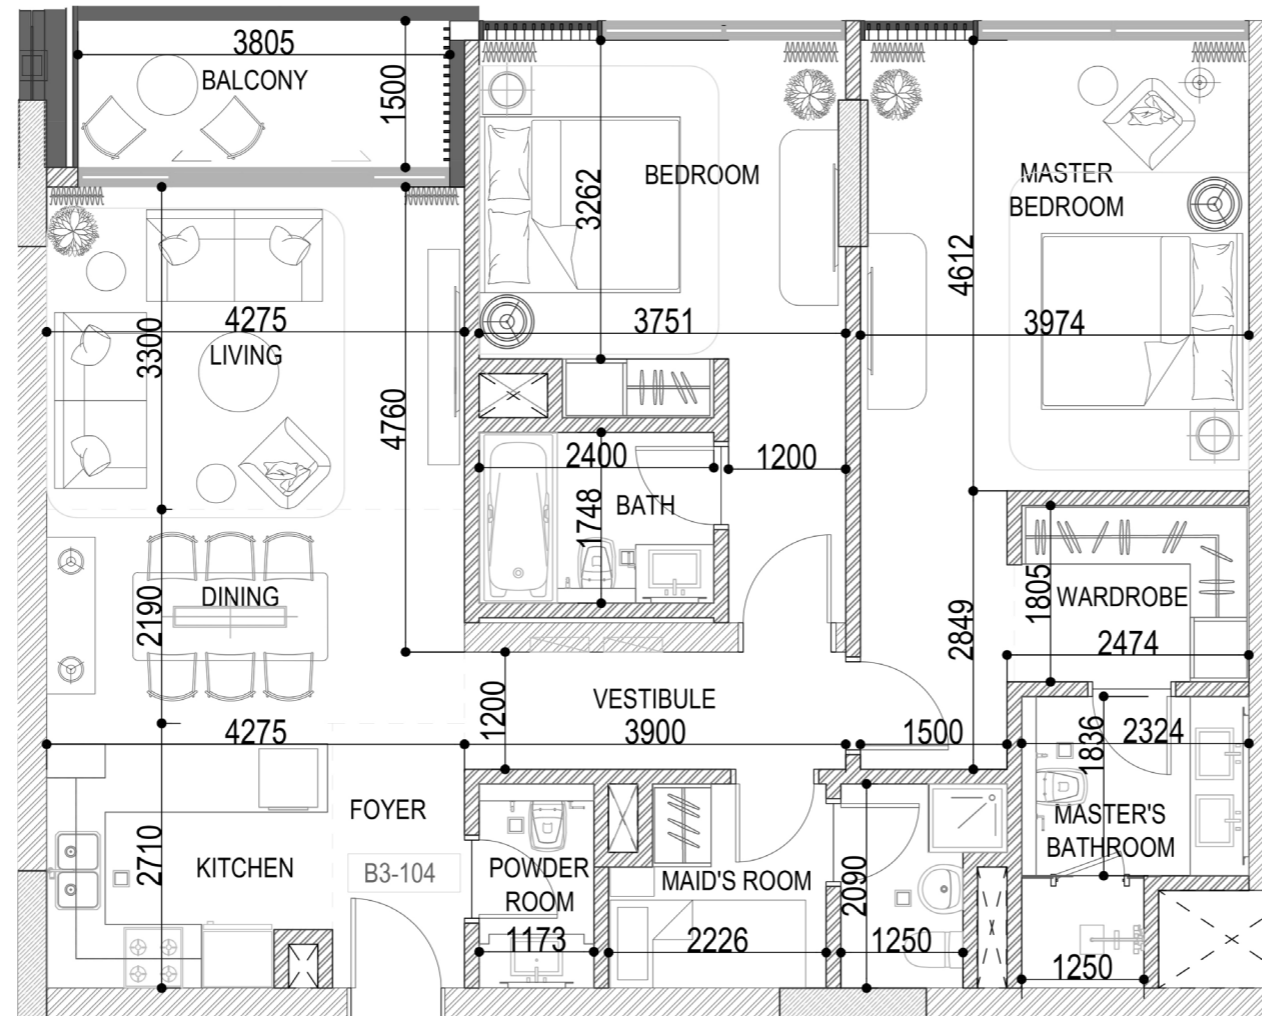 3805
BALCONY
1500
BEDROOM
3262
3751
MASTER
BEDROOM
4612
3974
4275
LIVING
3300
4760
2400
BATH
1748
1200
DINING
2190
1805
WARDROBE
2474
2849
VESTIBULE
3900
1200
1500
4275
FOYER
KITCHEN
B3-104
2710
POWDER
ROOM
1173
MAID'S ROOM
2226
2090
1250
1836
2324
MASTER'S
BATHROOM
1250